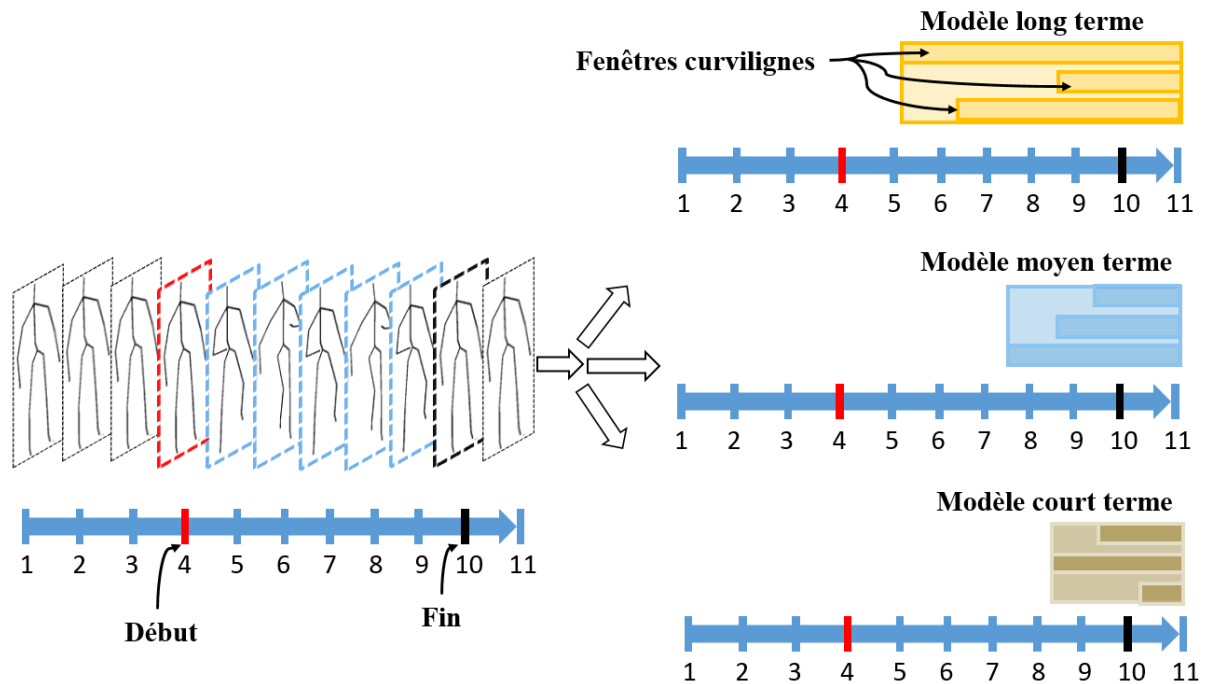 Modèle long terme
Fenêtres curvilignes
1 2 3 4 5 6 7 8 9 10 11
Modèle moyen terme
1 2 3 4 5 6 7 8 9 10 11
Modèle court terme
1 2 3 4 5 6 7 8 9 10 11
Début
Fin
1 2 3 4 5 6 7 8 9 10 11